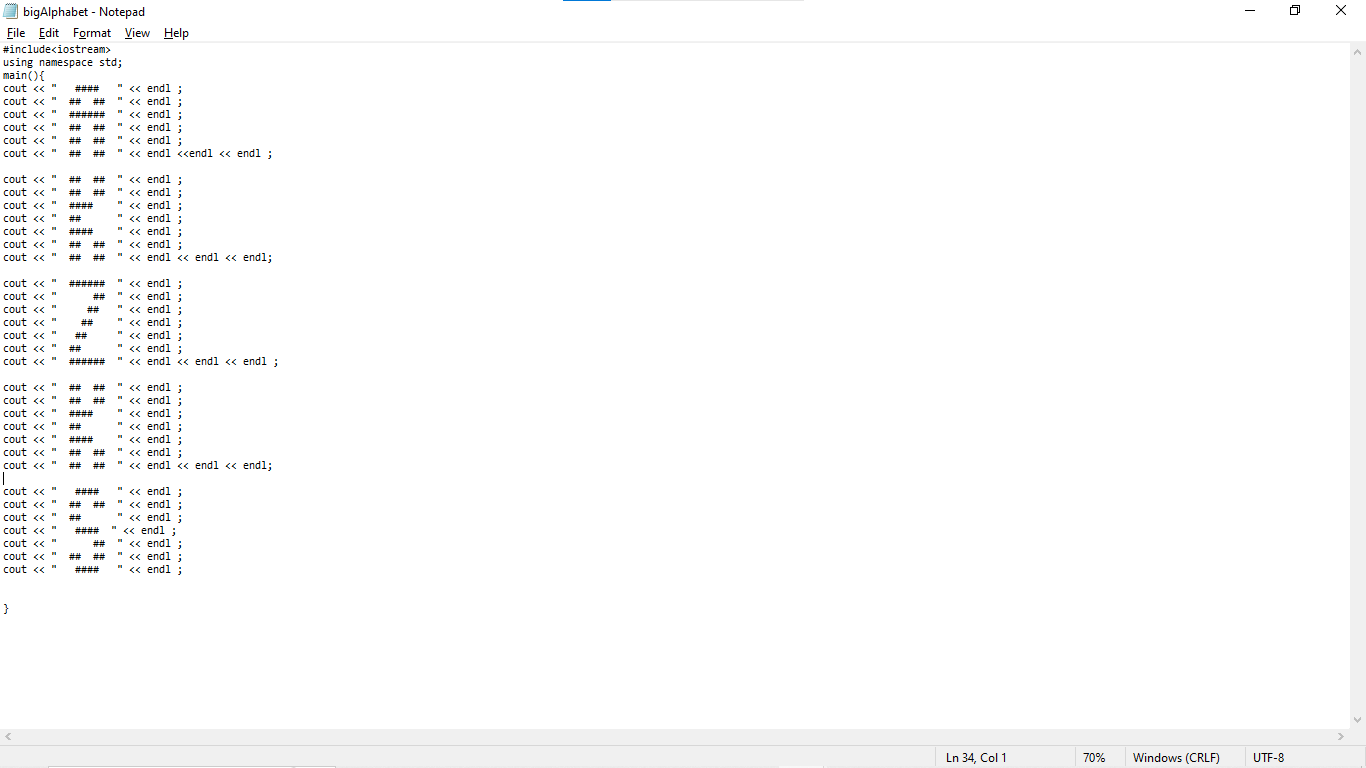 bigAlphabet - Notepad
File Edit Format View Help
#include<iostream>
using namespace std;
main(){
cout << "   ####   " << endl ;
cout << "  ##  ##  " << endl ;
cout << "  ######  " << endl ;
cout << "  ##  ##  " << endl ;
cout << "  ##  ##  " << endl ;
cout << "  ##  ##  " << endl <<endl << endl ;

cout << "  ##  ##  " << endl ;
cout << "  ##  ##  " << endl ;
cout << "  ####    " << endl ;
cout << "  ##      " << endl ;
cout << "  ####    " << endl ;
cout << "  ##  ##  " << endl ;
cout << "  ##  ##  " << endl << endl << endl;

cout << "  ######  " << endl ;
cout << "      ##  " << endl ;
cout << "     ##   " << endl ;
cout << "    ##    " << endl ;
cout << "   ##     " << endl ;
cout << "  ##      " << endl ;
cout << "  ######  " << endl << endl << endl ;

cout << "  ##  ##  " << endl ;
cout << "  ##  ##  " << endl ;
cout << "  ####    " << endl ;
cout << "  ##      " << endl ;
cout << "  ####    " << endl ;
cout << "  ##  ##  " << endl ;
cout << "  ##  ##  " << endl << endl << endl;

cout << "   ####   " << endl ;
cout << "  ##  ##  " << endl ;
cout << "  ##      " << endl ;
cout << "   ####  " << endl ;
cout << "      ##  " << endl ;
cout << "  ##  ##  " << endl ;
cout << "   ####   " << endl ;

}
Ln 34, Col 1 70% Windows (CRLF) UTF-8